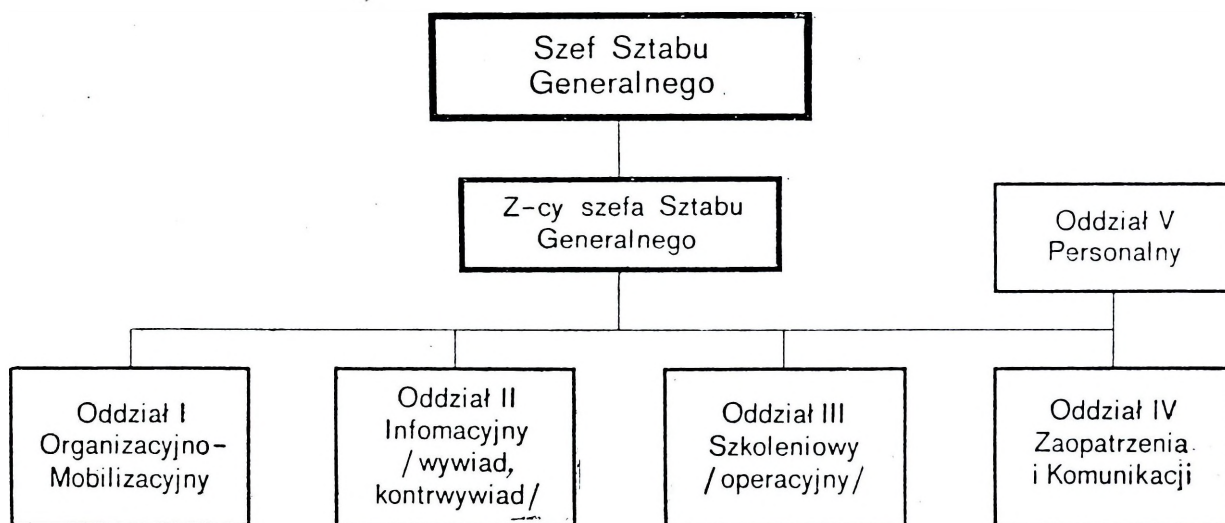 Szef Sztabu
Generalnego
Z-cy szefa Sztabu
Generalnego
Oddział V
Personalny
Oddział I
Organizacyjno-
Mobilizacyjny
Oddział II
Infomacyjny
/wywiad,
kontrwywiad/
Oddział III
Szkoleniowy
/operacyjny/
Oddział IV
Zaopatrzenia
i Komunikacji